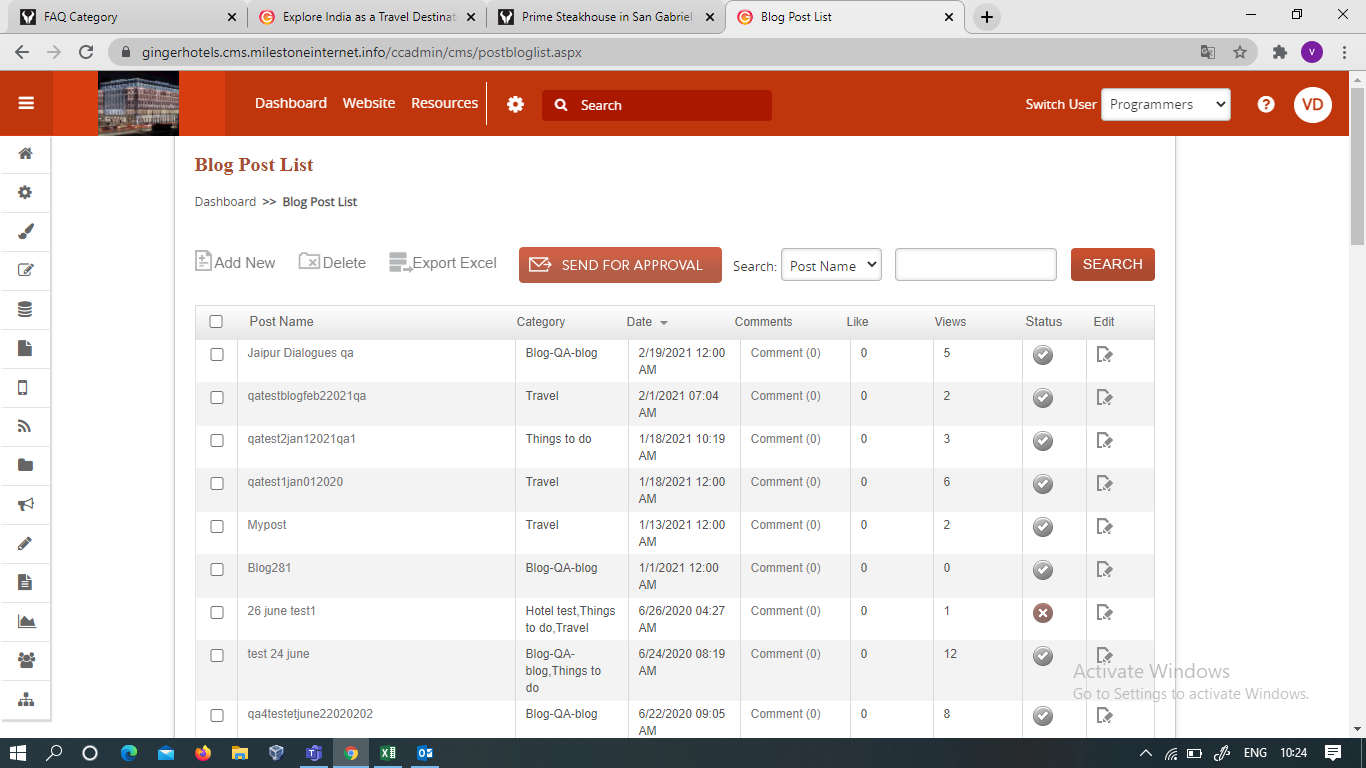 FAQ Category
Explore India as a Travel Destinat
Prime Steakhouse in San Gabriel
Blog Post List
gingerhotels.cms.milestoneinternet.info/ccadmin/cms/postbloglist.aspx
V
Dashboard Website Resources
Search
Switch User Programmers
?
VD
Blog Post List
Dashboard >> Blog Post List
Add New Delete Export Excel SEND FOR APPROVAL Search: Post Name SEARCH
Post Name Category Date Comments Like Views Status Edit
Jaipur Dialogues qa Blog-QA-blog 2/19/2021 12:00 Comment (0) 0 5
AM
qatestblogfeb22021qa Travel 2/1/2021 07:04 Comment (0) 0 2
AM
qatest2jan12021qa1 Things to do 1/18/2021 10:19 Comment (0) 0 3
AM
qatest1jan012020 Travel 1/18/2021 12:00 Comment (0) 0 6
AM
Mypost Travel 1/13/2021 12:00 Comment (0) 0 2
AM
Blog281 Blog-QA-blog 1/1/2021 12:00 Comment (0) 0 0
AM
26 june test1 Hotel test,Things 6/26/2020 04:27 Comment (0) 0 1
to do,Travel AM
test 24 june Blog-QA- 6/24/2020 08:19 Comment (0) 0 12
blog,Things to AM
do
qa4testetjune22020202 Blog-QA-blog 6/22/2020 09:05 Comment (0) 0 8
AM
Activate Windows
Go to Settings to activate Windows.
ENG 10:24